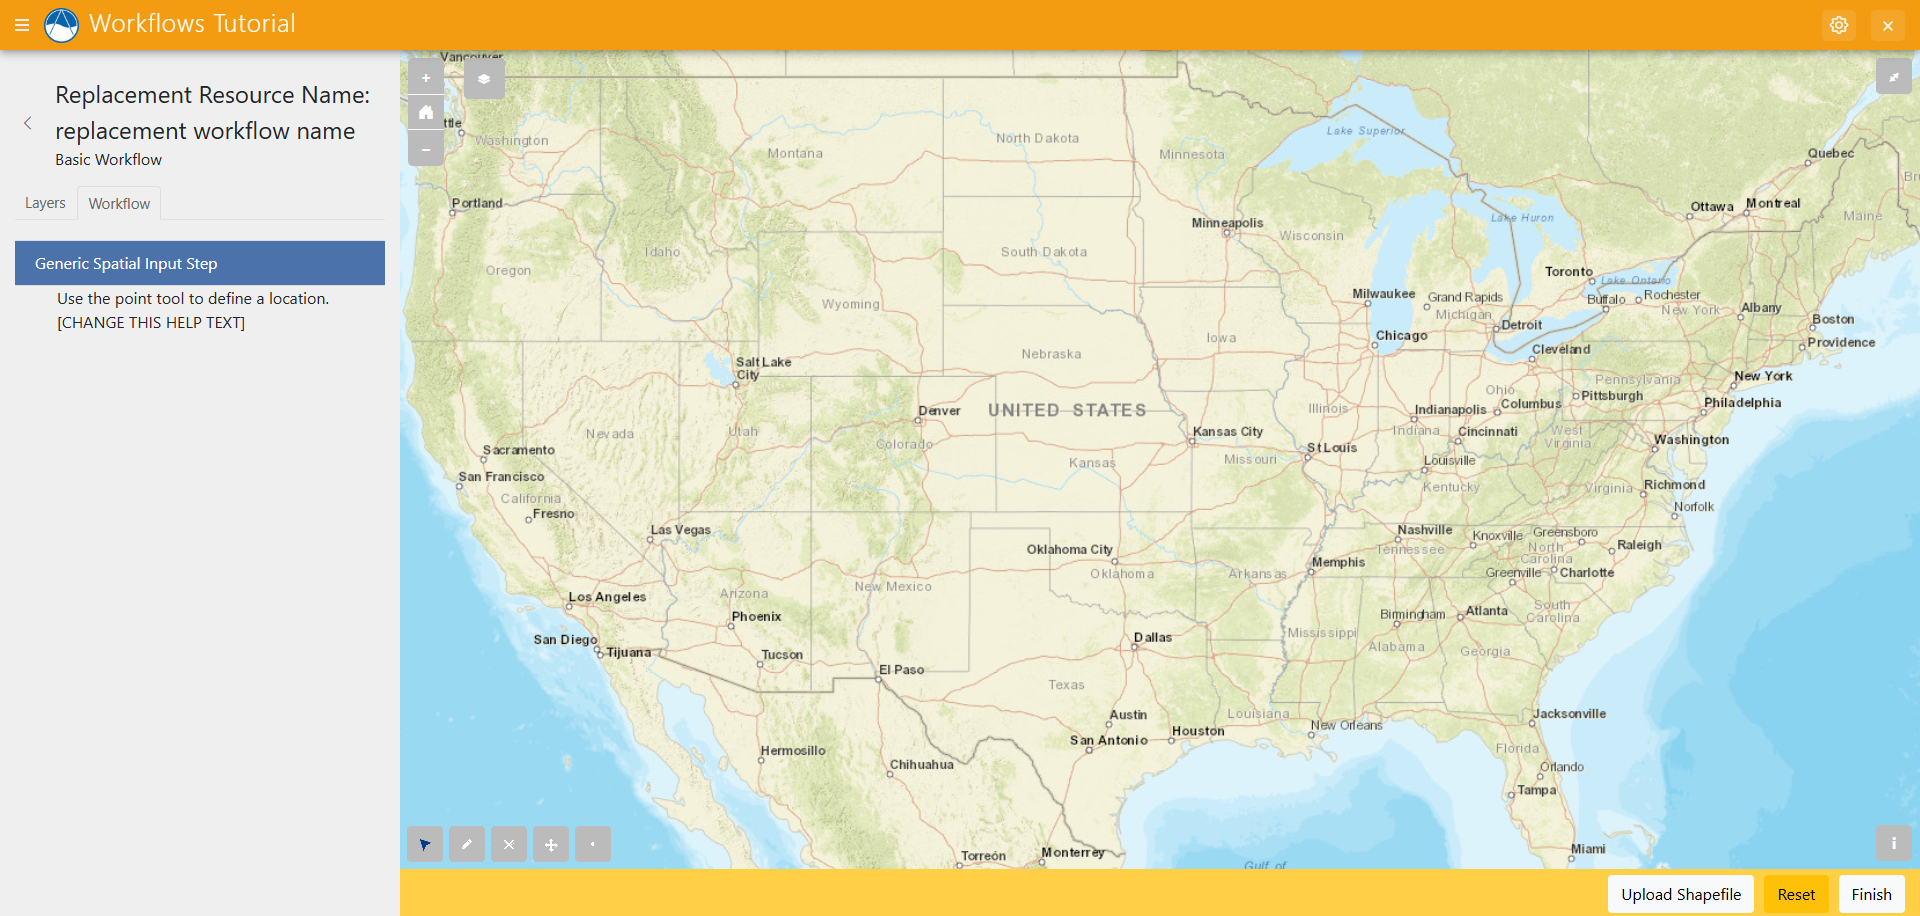 Workflows Tutorial
Replacement Resource Name:
replacement workflow name
Basic Workflow
Layers
Workflow
Generic Spatial Input Step
Use the point tool to define a location.
[CHANGE THIS HELP TEXT]
Vancouver
Washington
Montana
North Dakota
Minnesota
Lake Superior
Quebec
Portland
Minneapolis
Wisconsin
Lake Huron
Ottawa
Montreal
Maine
Oregon
Idaho
South Dakota
Toronto
Lake Ontario
Wyoming
Milwaukee
Grand Rapids
Michigan
Buffalo
Rochester
New York
Albany
Boston
Iowa
Chicago
Detroit
Cleveland
Providence
Salt Lake
City
Nebraska
Ohio
Pennsylvania
New York
Denver
UNITED STATES
Illinois
Indianapolis
Columbus
Pittsburgh
Philadelphia
Nevada
Utah
Colorado
Kansas City
Indiana
Cincinnati
West
Virginia
Washington
Sacramento
San Francisco
Kansas
Missouri
St Louis
Louisville
Kentucky
Virginia
Richmond
California
Fresno
Norfolk
Las Vegas
Oklahoma City
Nashville
Tennessee
Knoxville
Greensboro
North
Carolina
Raleigh
Los Angeles
Arizona
New Mexico
Oklahoma
Arkansas
Memphis
Greenville
Charlotte
Phoenix
Birmingham
Atlanta
South
Carolina
San Diego
Tijuana
Tucson
Dallas
Mississippi
Alabama
Georgia
El Paso
Texas
Austin
Louisiana
New Orleans
Jacksonville
Hermosillo
San Antonio
Houston
Florida
Chihuahua
Orlando
Tampa
Torreón
Monterrey
Gulf of
Miami
Upload Shapefile
Reset
Finish